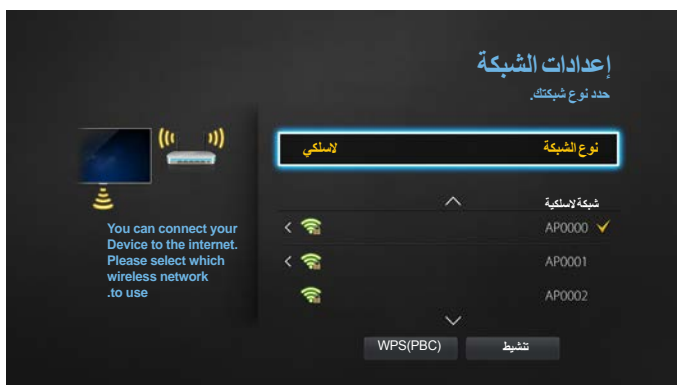 إعدادات الشبكة
حدد نوع شبكتك.
نوع الشبكة لاسلكي
شبكة لاسلكية
AP0000
AP0001
AP0002
تنشيط WPS(PBC)
You can connect your
Device to the internet.
Please select which
wireless network
.to use